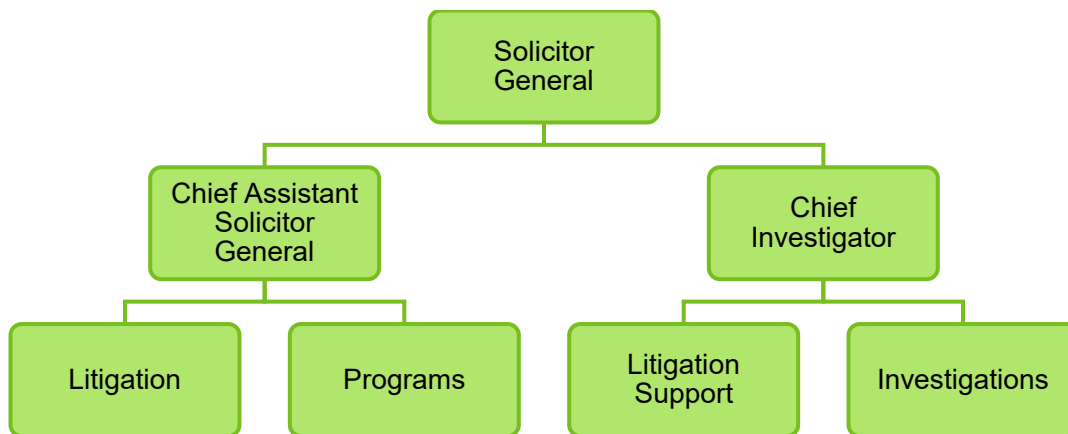 Solicitor
General
Chief Assistant
Solicitor
General
Chief
Investigator
Litigation
Programs
Litigation
Support
Investigations